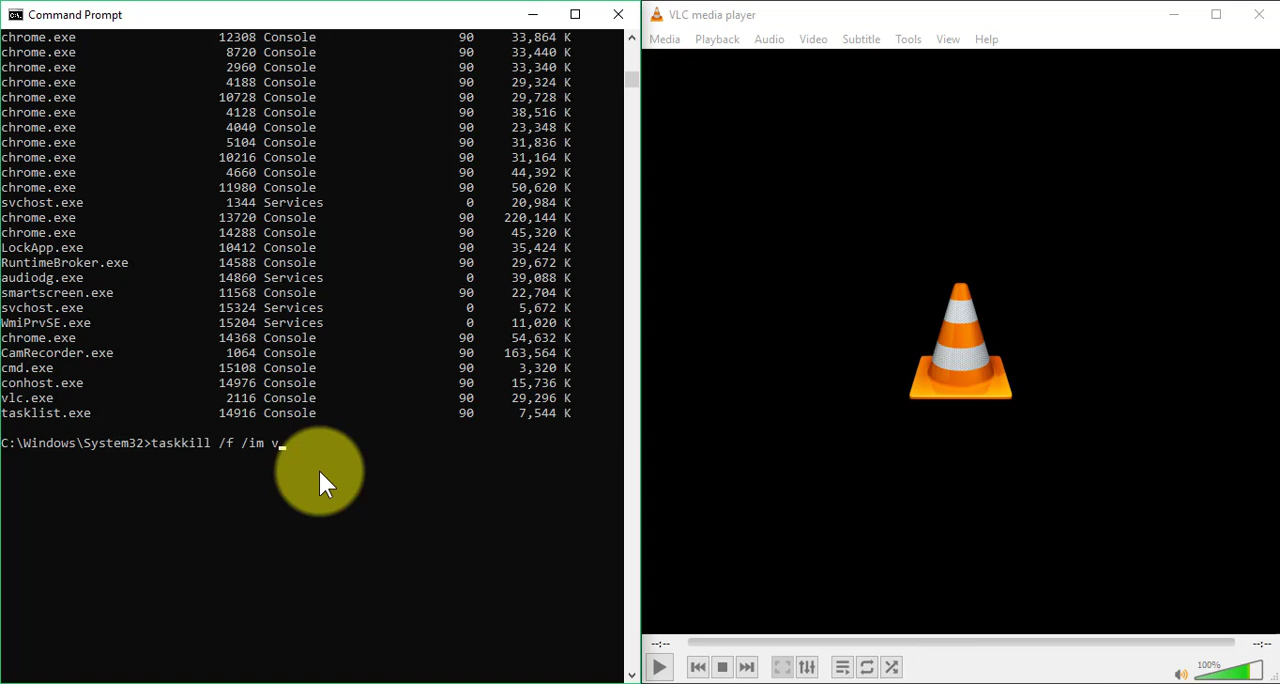 Command Prompt
chrome.exe 12308 Console 90 33,864 K
chrome.exe 8720 Console 90 33,440 K
chrome.exe 2960 Console 90 33,340 K
chrome.exe 4188 Console 90 29,324 K
chrome.exe 10728 Console 90 29,728 K
chrome.exe 4128 Console 90 38,516 K
chrome.exe 4040 Console 90 23,348 K
chrome.exe 5104 Console 90 31,836 K
chrome.exe 10216 Console 90 31,164 K
chrome.exe 4660 Console 90 44,392 K
chrome.exe 11980 Console 90 50,620 K
svchost.exe 1344 Services 0 20,984 K
chrome.exe 13720 Console 90 220,144 K
chrome.exe 14288 Console 90 45,320 K
LockApp.exe 10412 Console 90 35,424 K
RuntimeBroker.exe 14588 Console 90 29,672 K
audiodg.exe 14860 Services 0 39,088 K
smartscreen.exe 11568 Console 90 22,704 K
svchost.exe 15324 Services 0 5,672 K
WmiPrvSE.exe 15204 Services 0 11,020 K
chrome.exe 14368 Console 90 54,632 K
CamRecorder.exe 1064 Console 90 163,564 K
cmd.exe 15108 Console 90 3,320 K
conhost.exe 14976 Console 90 15,736 K
vlc.exe 2116 Console 90 29,296 K
tasklist.exe 14916 Console 90 7,544 K
C:\Windows\System32>taskkill /f /im v_
VLC media player
Media Playback Audio Video Subtitle Tools View Help
--:-- --:--
100%